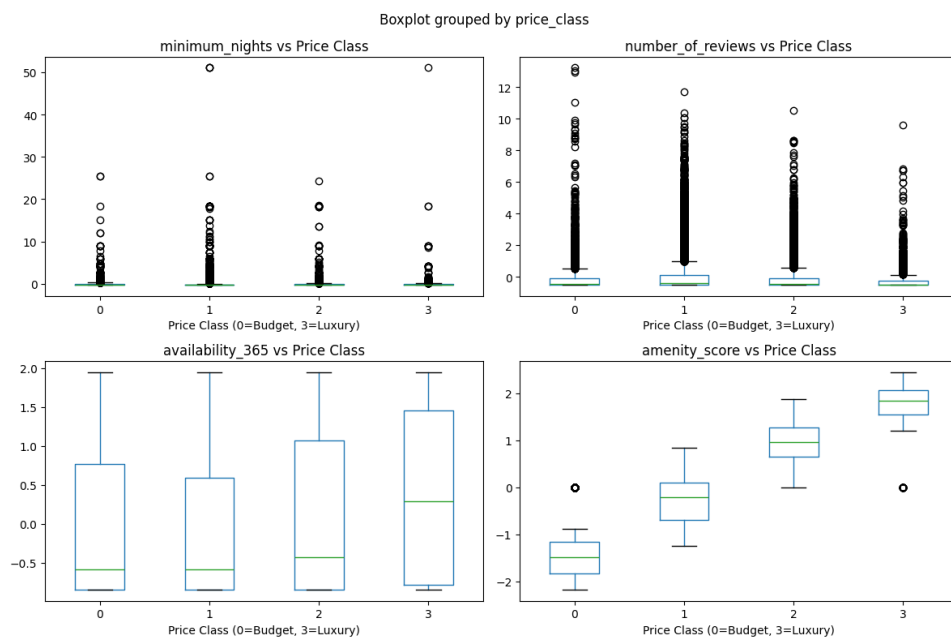 Boxplot grouped by price_class
minimum_nights vs Price Class
50
40
30
20
10
0
0 1 2 3
Price Class (0=Budget, 3=Luxury)
number_of_reviews vs Price Class
12
10
8
6
4
2
0
0 1 2 3
Price Class (0=Budget, 3=Luxury)
availability_365 vs Price Class
2.0
1.5
1.0
0.5
0.0
−0.5
0 1 2 3
Price Class (0=Budget, 3=Luxury)
amenity_score vs Price Class
2
1
0
−1
−2
0 1 2 3
Price Class (0=Budget, 3=Luxury)